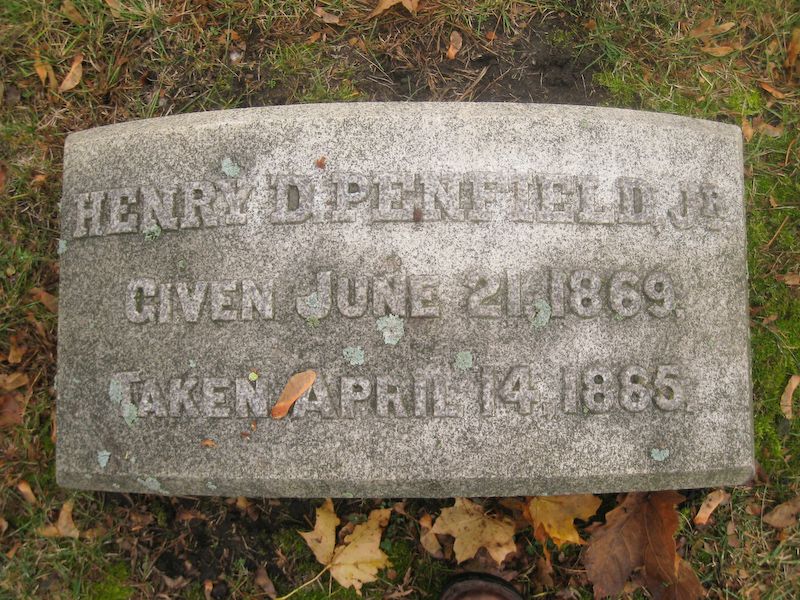 HENRY D. PENFIELD, JR.
GIVEN JUNE 21, 1869.
TAKEN APRIL 14, 1885.